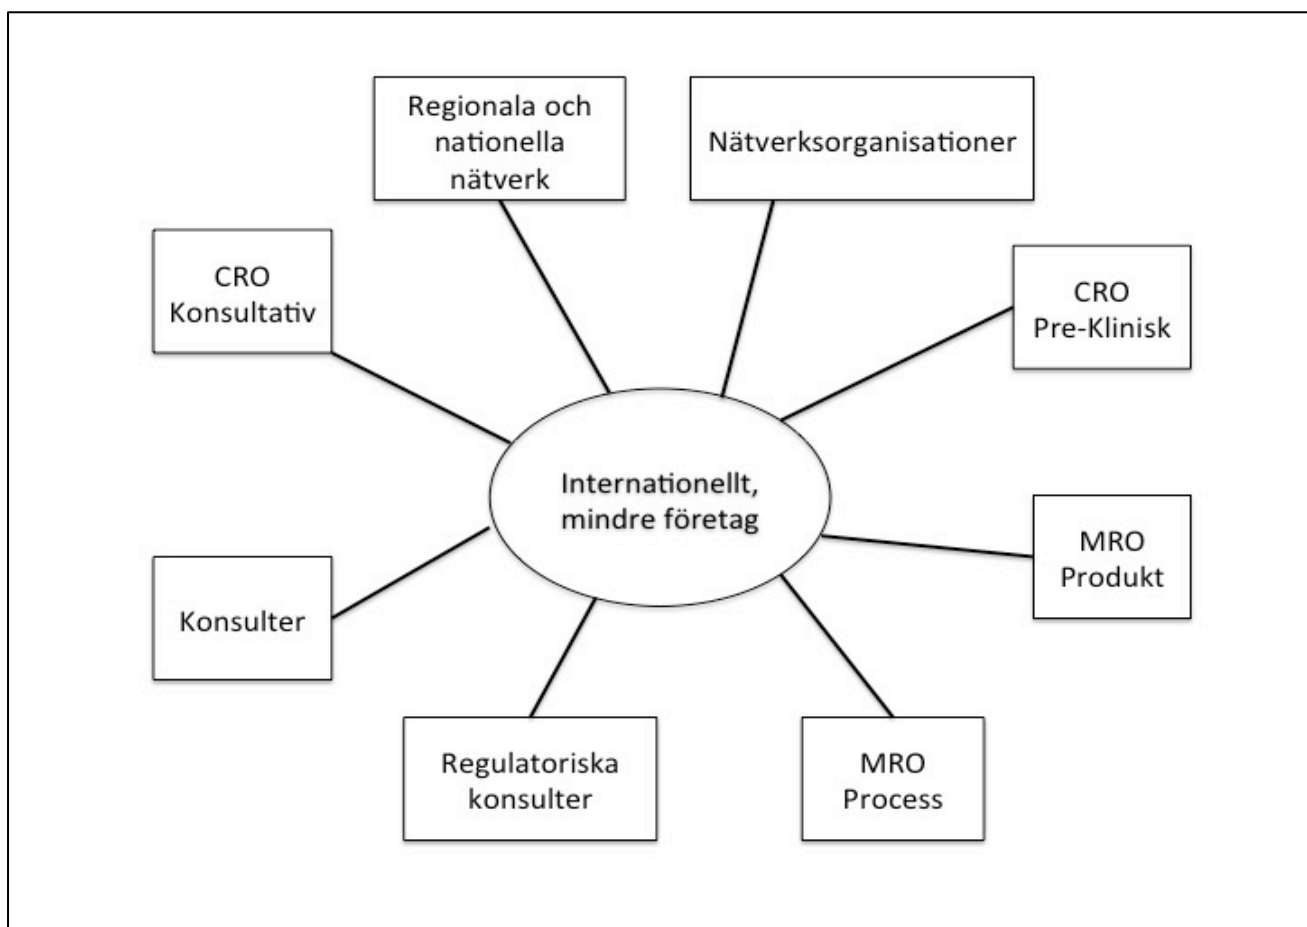 Regionala och
nationella
nätverk
Nätverksorganisationer
CRO
Konsultativ
CRO
Pre-Klinisk
Internationellt,
mindre företag
MRO
Produkt
Konsulter
Regulatoriska
konsulter
MRO
Process